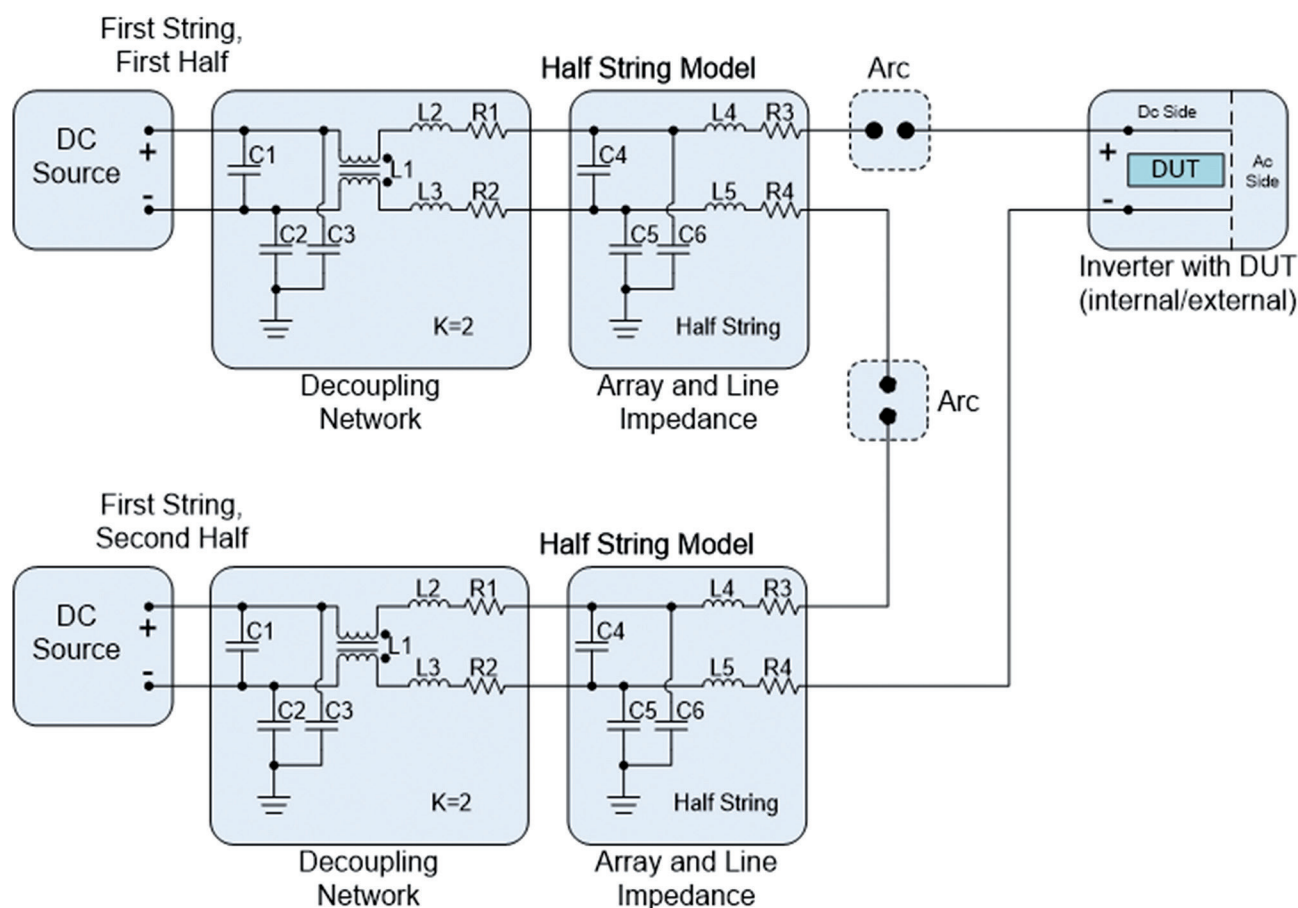 First String,
First Half
DC
Source
+
-
C1
C2
C3
L1
L2
R1
L3
R2
K=2
Decoupling
Network
Half String Model
C4
C5
C6
L4
R3
L5
R4
Half String
Array and Line
Impedance
Arc
Dc Side
+
-
DUT
Ac
Side
Inverter with DUT
(internal/external)
Arc
First String,
Second Half
DC
Source
+
-
C1
C2
C3
L1
L2
R1
L3
R2
K=2
Decoupling
Network
Half String Model
C4
C5
C6
L4
R3
L5
R4
Half String
Array and Line
Impedance